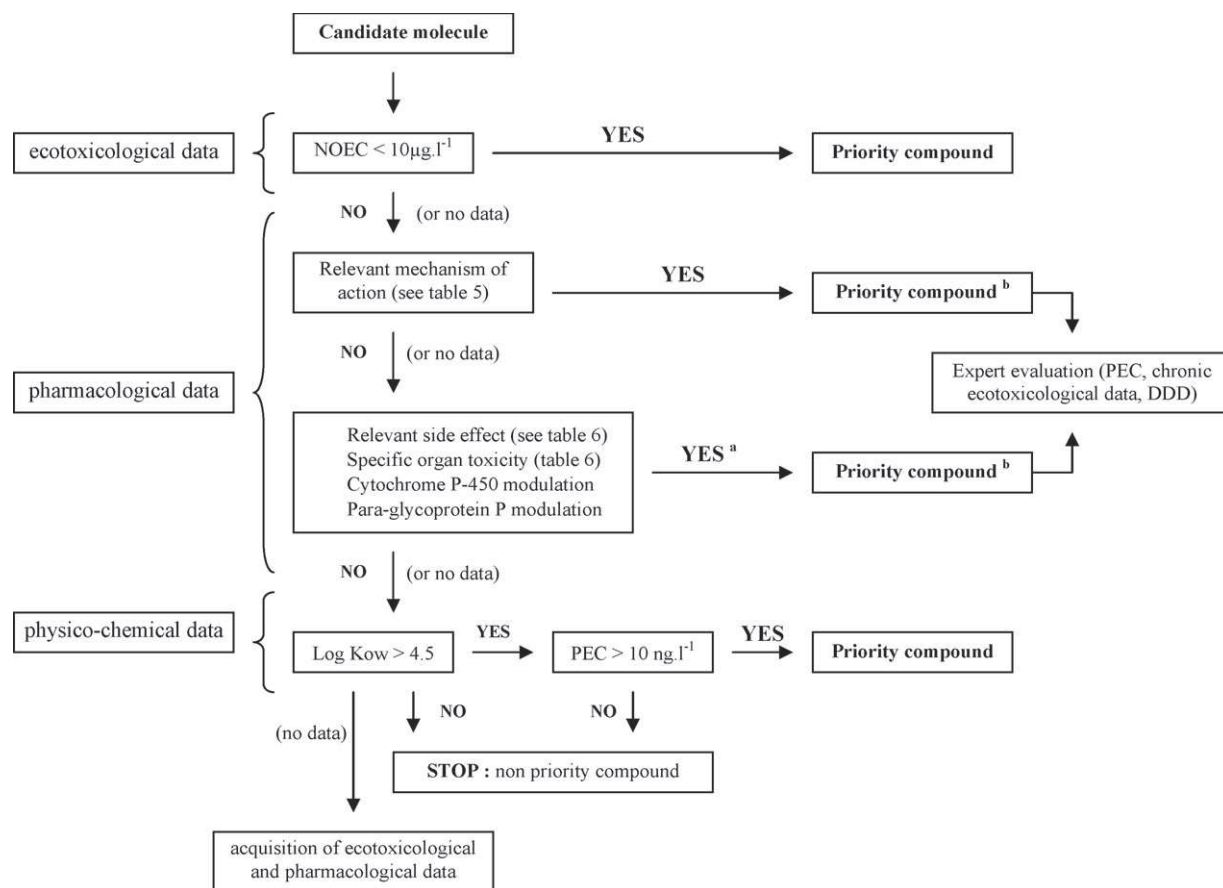 Candidate molecule
ecotoxicological data
NOEC < 10µg.l⁻¹
YES
Priority compound
NO
(or no data)
pharmacological data
Relevant mechanism of
action (see table 5)
YES
Priority compound ᵇ
NO
(or no data)
Expert evaluation (PEC, chronic
ecotoxicological data, DDD)
Relevant side effect (see table 6)
Specific organ toxicity (table 6)
Cytochrome P-450 modulation
Para-glycoprotein P modulation
YES ᵃ
Priority compound ᵇ
NO
(or no data)
physico-chemical data
Log Kow > 4.5
YES
PEC > 10 ng.l⁻¹
YES
Priority compound
(no data)
NO
NO
STOP : non priority compound
acquisition of ecotoxicological
and pharmacological data